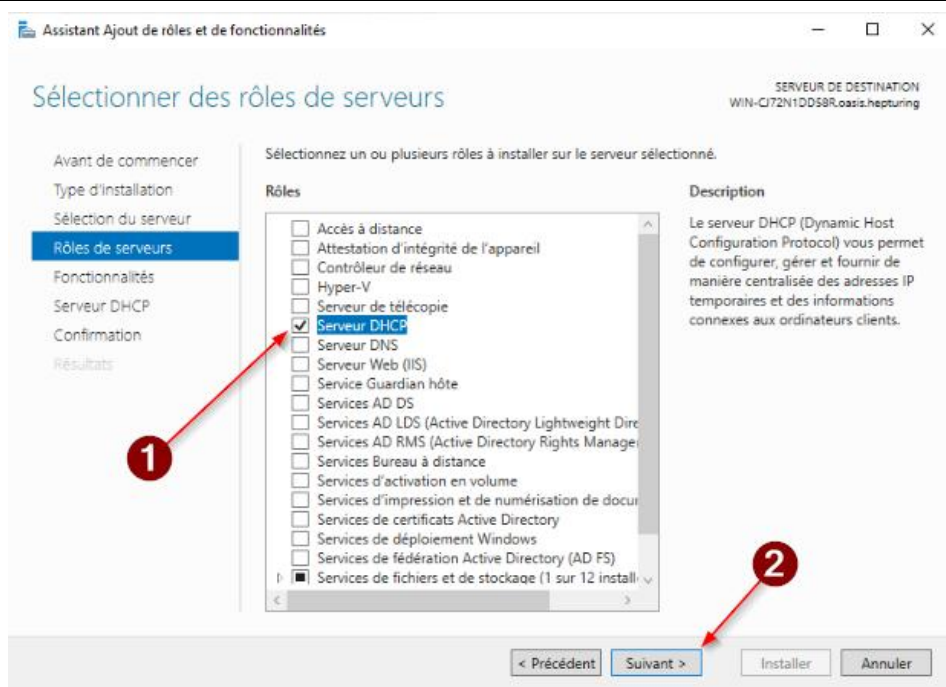 Assistant Ajout de rôles et de fonctionnalités
Sélectionner des rôles de serveurs
SERVEUR DE DESTINATION
WIN-CJ72N1DDS8R.oasis.hepturing
Avant de commencer
Type d'installation
Sélection du serveur
Rôles de serveurs
Fonctionnalités
Serveur DHCP
Confirmation
Résultats
Sélectionnez un ou plusieurs rôles à installer sur le serveur sélectionné.
Rôles
Accès à distance
Attestation d'intégrité de l'appareil
Contrôleur de réseau
Hyper-V
Serveur de télécopie
Serveur DHCP
Serveur DNS
Serveur Web (IIS)
Service Guardian hôte
Services AD DS
Services AD LDS (Active Directory Lightweight Dire
Services AD RMS (Active Directory Rights Manage
Services Bureau à distance
Services d'activation en volume
Services d'impression et de numérisation de docu
Services de certificats Active Directory
Services de déploiement Windows
Services de fédération Active Directory (AD FS)
Services de fichiers et de stockage (1 sur 12 install
Description
Le serveur DHCP (Dynamic Host
Configuration Protocol) vous permet
de configurer, gérer et fournir de
manière centralisée des adresses IP
temporaires et des informations
connexes aux ordinateurs clients.
1
2
< Précédent
Suivant >
Installer
Annuler